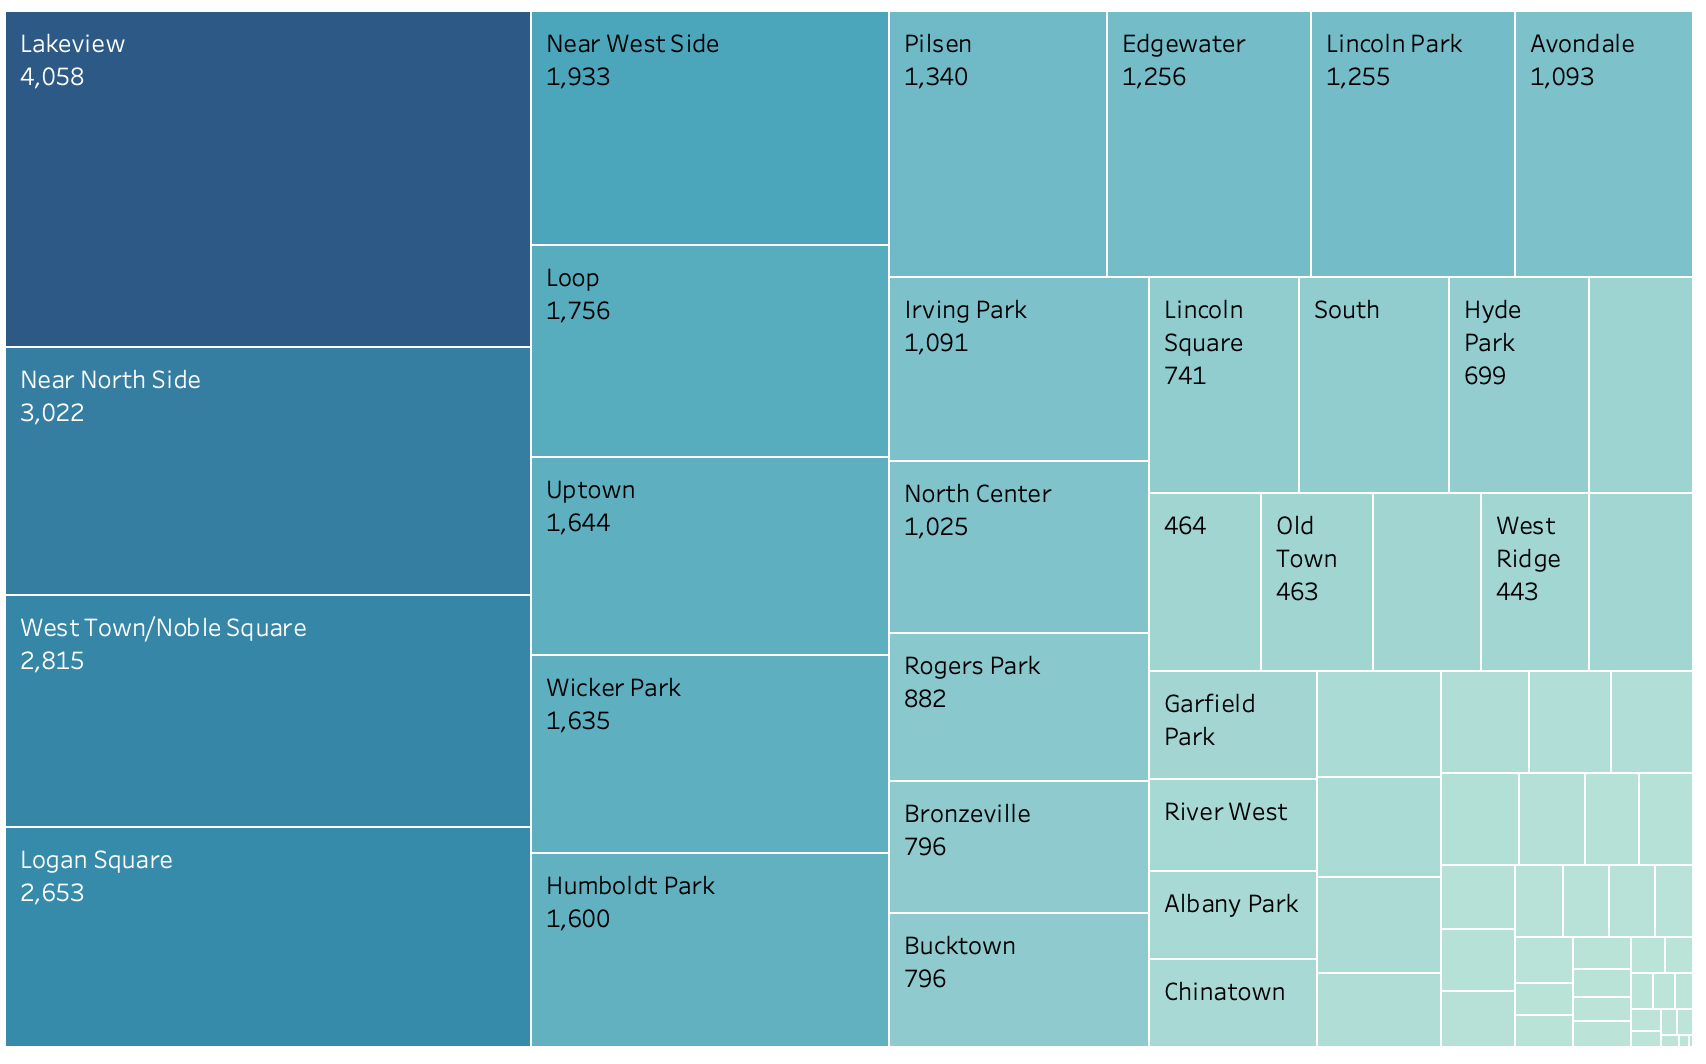 Lakeview
4,058
Near North Side
3,022
West Town/Noble Square
2,815
Logan Square
2,653
Near West Side
1,933
Loop
1,756
Uptown
1,644
Wicker Park
1,635
Humboldt Park
1,600
Pilsen
1,340
Edgewater
1,256
Lincoln Park
1,255
Avondale
1,093
Irving Park
1,091
North Center
1,025
Rogers Park
882
Bronzeville
796
Bucktown
796
Lincoln
Square
741
South
Hyde
Park
699
464
Old
Town
463
West
Ridge
443
Garfield
Park
River West
Albany Park
Chinatown